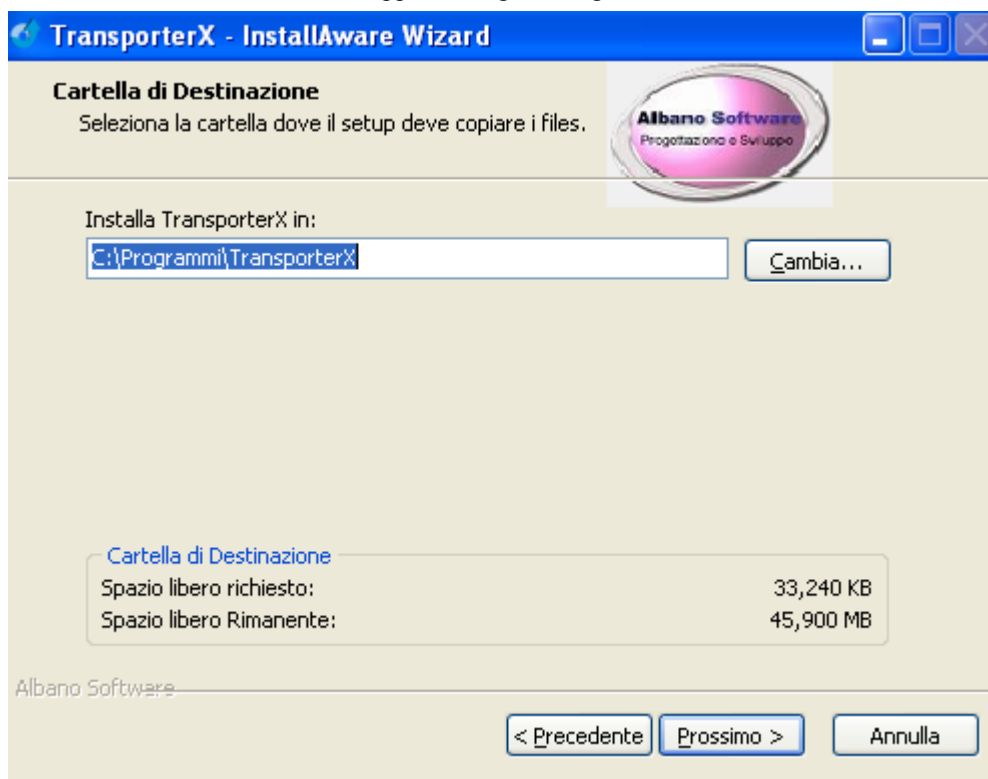 TransporterX - InstallAware Wizard
Cartella di Destinazione
Seleziona la cartella dove il setup deve copiare i files.
Albano Software
Progettazione e Sviluppo
Installa TransporterX in:
C:\Programmi\TransporterX
Cambia...
Cartella di Destinazione
Spazio libero richiesto: 33,240 KB
Spazio libero Rimanente: 45,900 MB
Albano Software
< Precedente Prossimo > Annulla